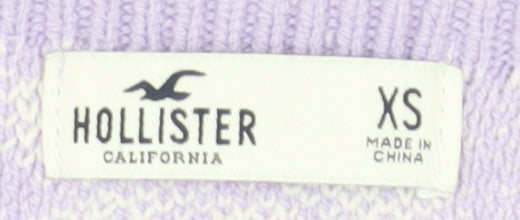 HOLLISTER
CALIFORNIA
XS
MADE IN
CHINA